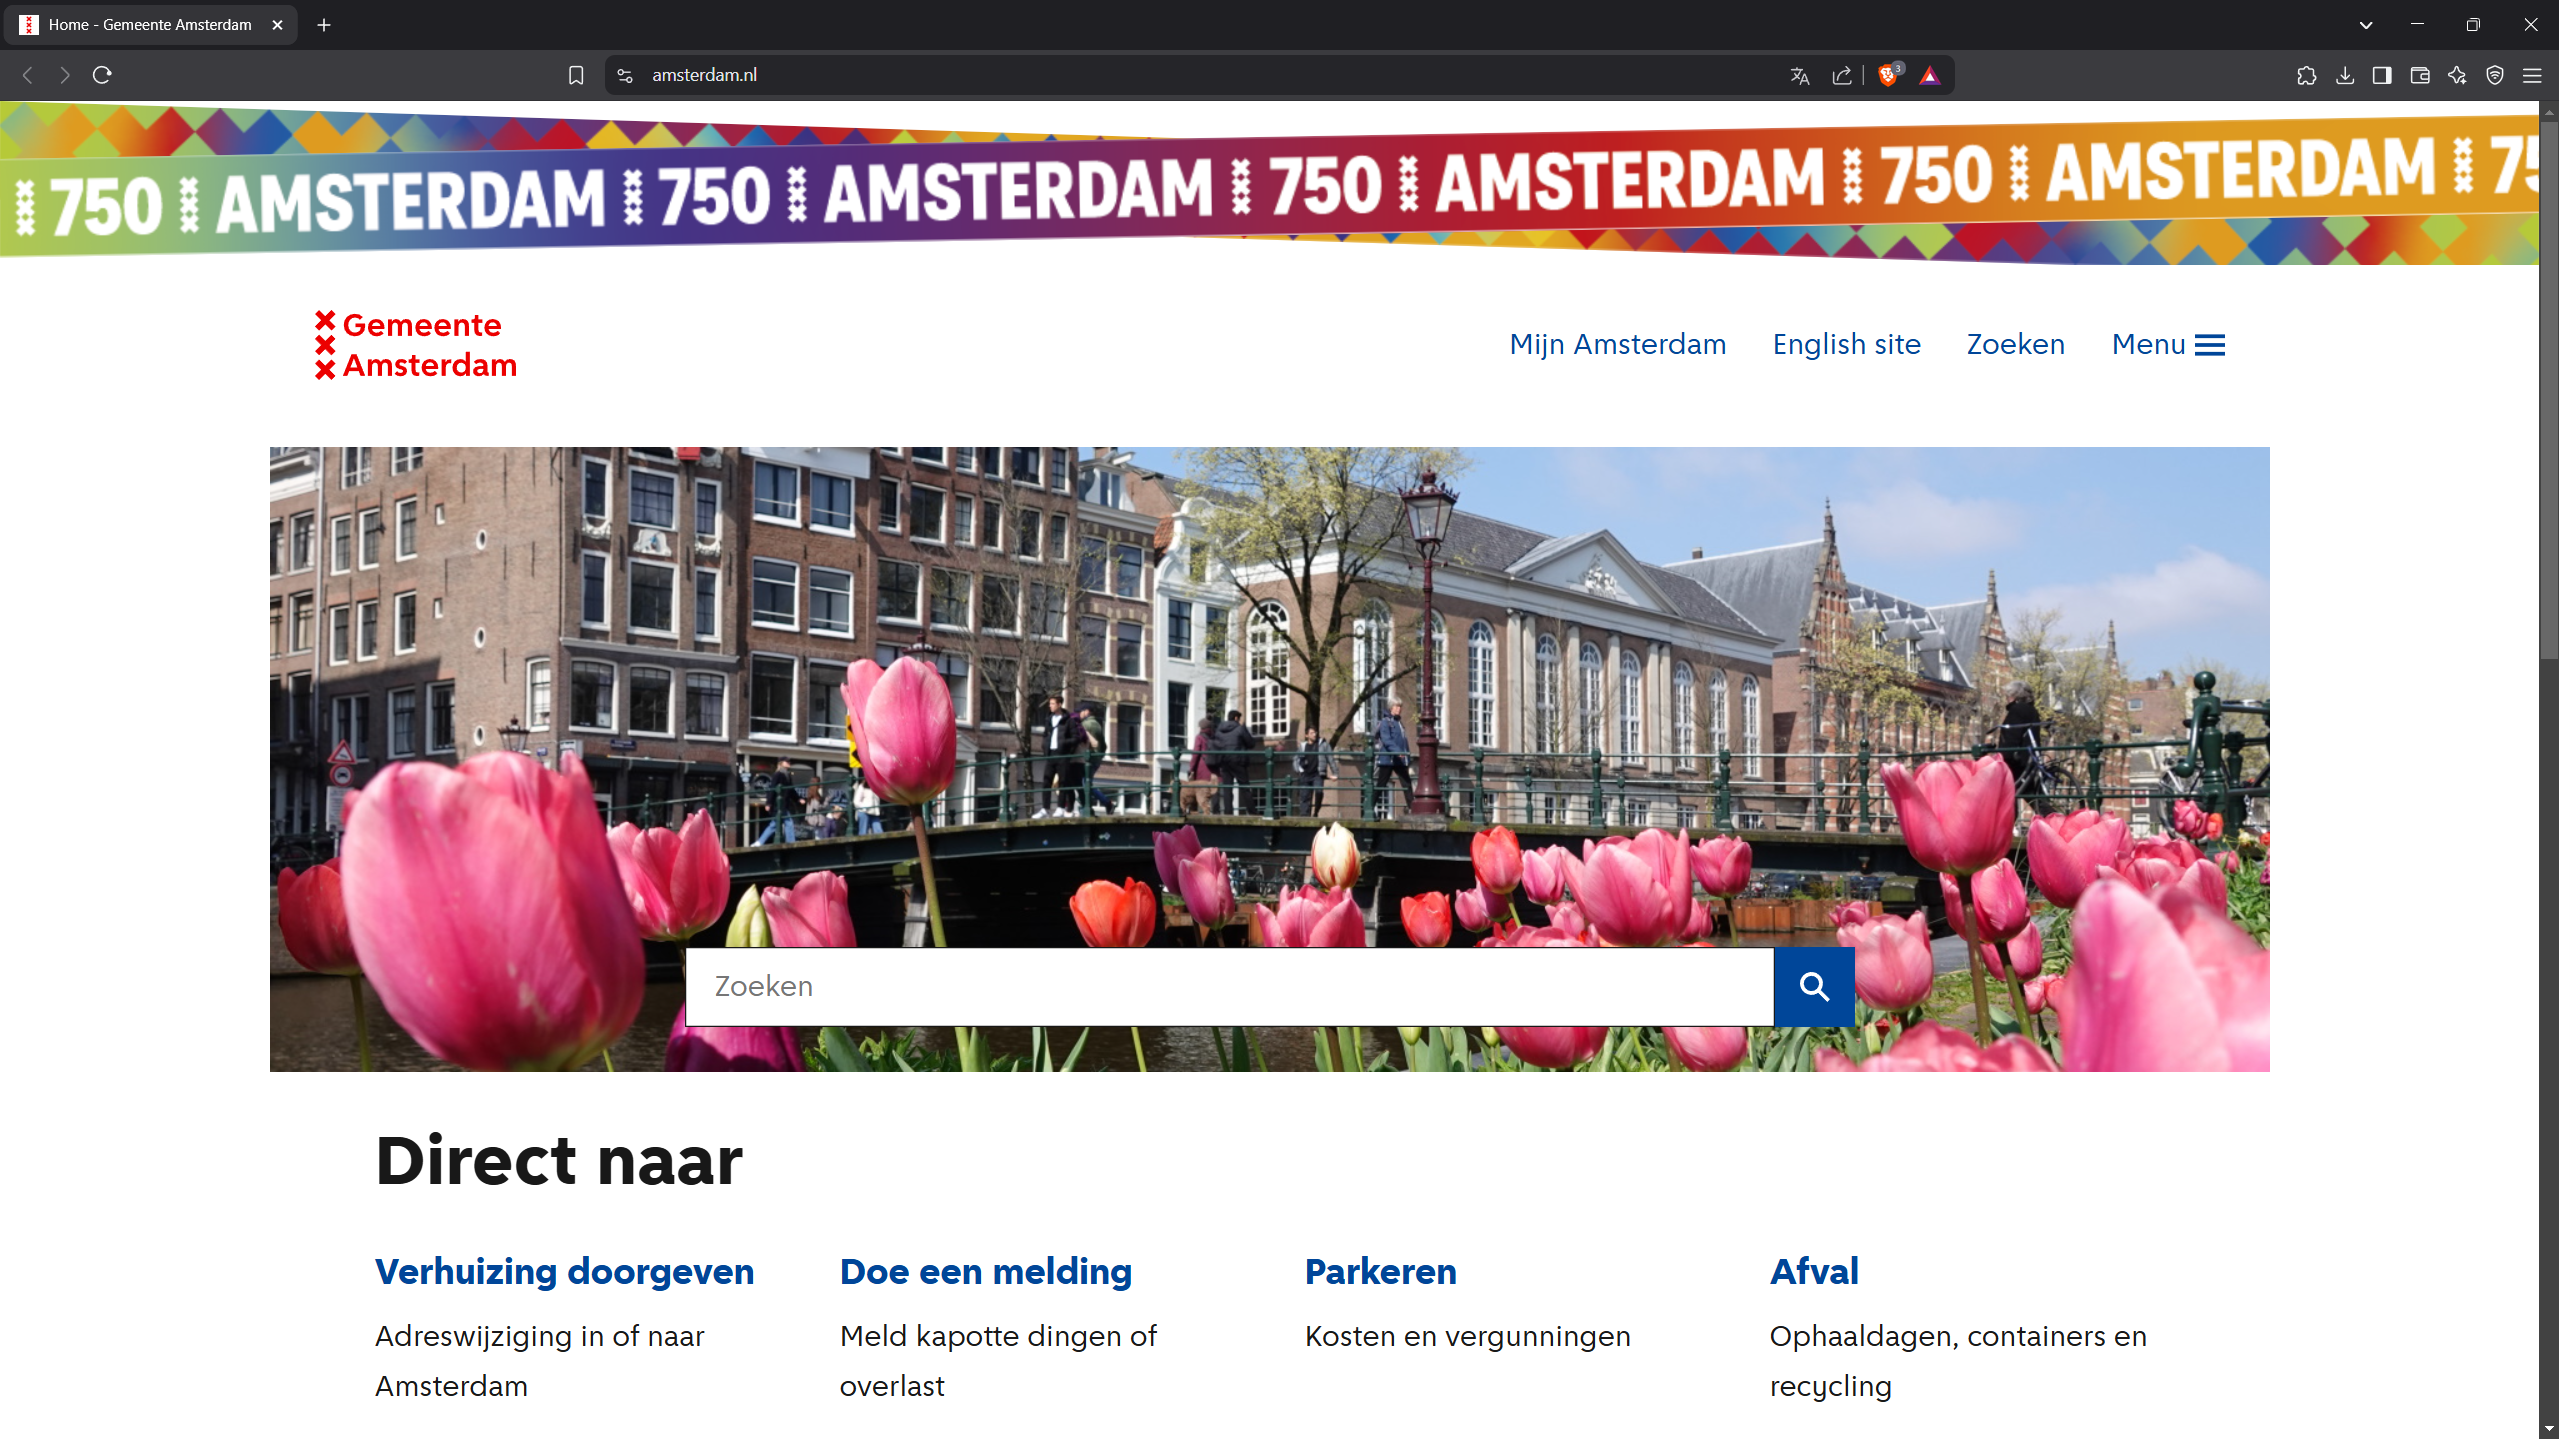 Home - Gemeente Amsterdam
amsterdam.nl
3
750 AMSTERDAM 750 AMSTERDAM 750 AMSTERDAM 750 AMSTERDAM 75
Gemeente
Amsterdam
Mijn Amsterdam English site Zoeken Menu
Zoeken
Direct naar
Verhuizing doorgeven
Adreswijziging in of naar
Amsterdam
Doe een melding
Meld kapotte dingen of
overlast
Parkeren
Kosten en vergunningen
Afval
Ophaaldagen, containers en
recycling